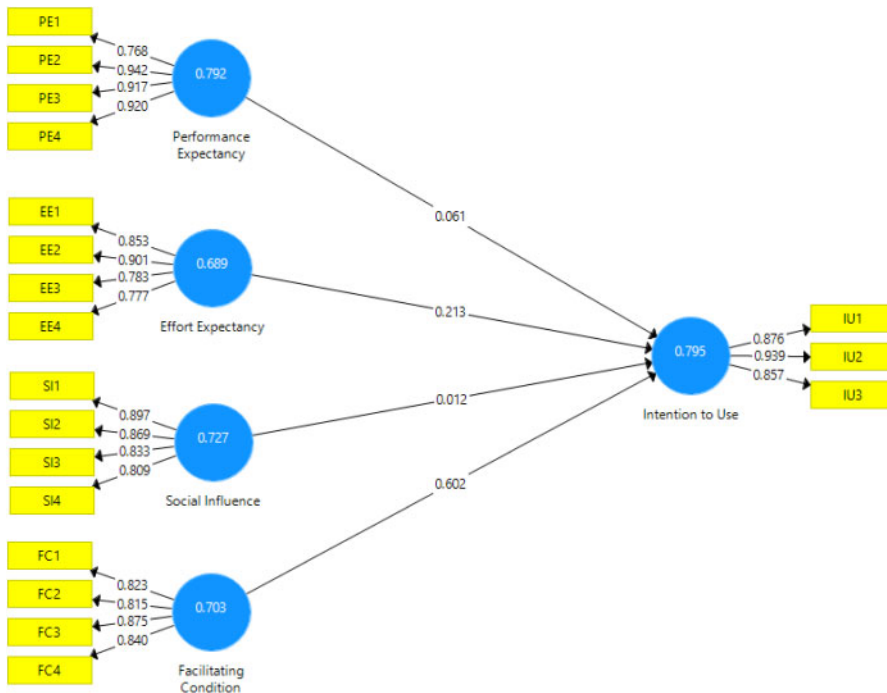 PE1
PE2
PE3
PE4
0.768
0.942
0.917
0.920
0.792
Performance
Expectancy
0.061
EE1
EE2
EE3
EE4
0.853
0.901
0.783
0.777
0.689
Effort Expectancy
0.213
SI1
SI2
SI3
SI4
0.897
0.869
0.833
0.809
0.727
Social Influence
0.012
FC1
FC2
FC3
FC4
0.823
0.815
0.875
0.840
0.703
Facilitating
Condition
0.602
0.795
Intention to Use
0.876
0.939
0.857
IU1
IU2
IU3